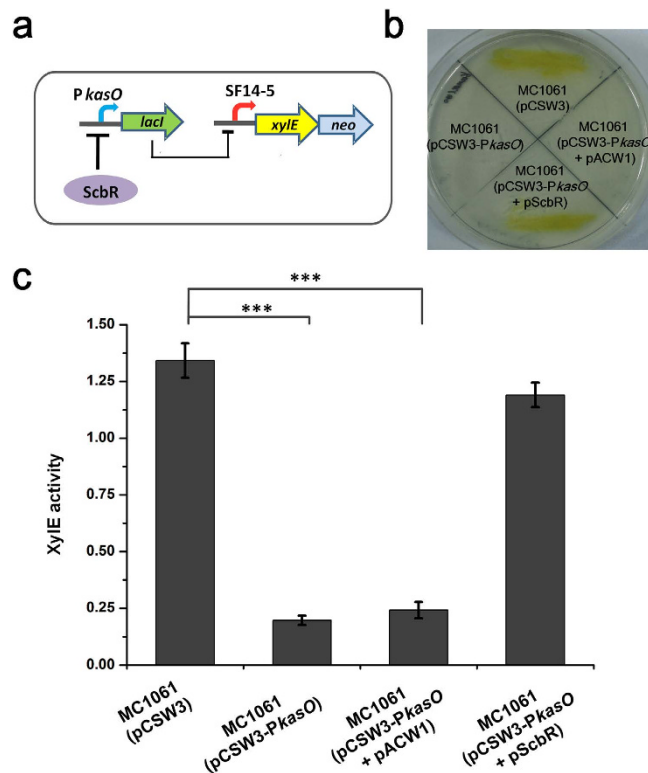 a
P kasO
lacI
SF14-5
xylE
neo
ScbR
b
MC1061
(pCSW3)
MC1061
(pCSW3-PkasO)
MC1061
(pCSW3-PkasO
+ pACW1)
MC1061
(pCSW3-PkasO
+ pScbR)
c
***
***
1.50
1.25
1.00
0.75
0.50
0.25
0.00
XylE activity
MC1061
(pCSW3)
MC1061
(pCSW3-PkasO)
MC1061
(pCSW3-PkasO
+ pACW1)
MC1061
(pCSW3-PkasO
+ pScbR)